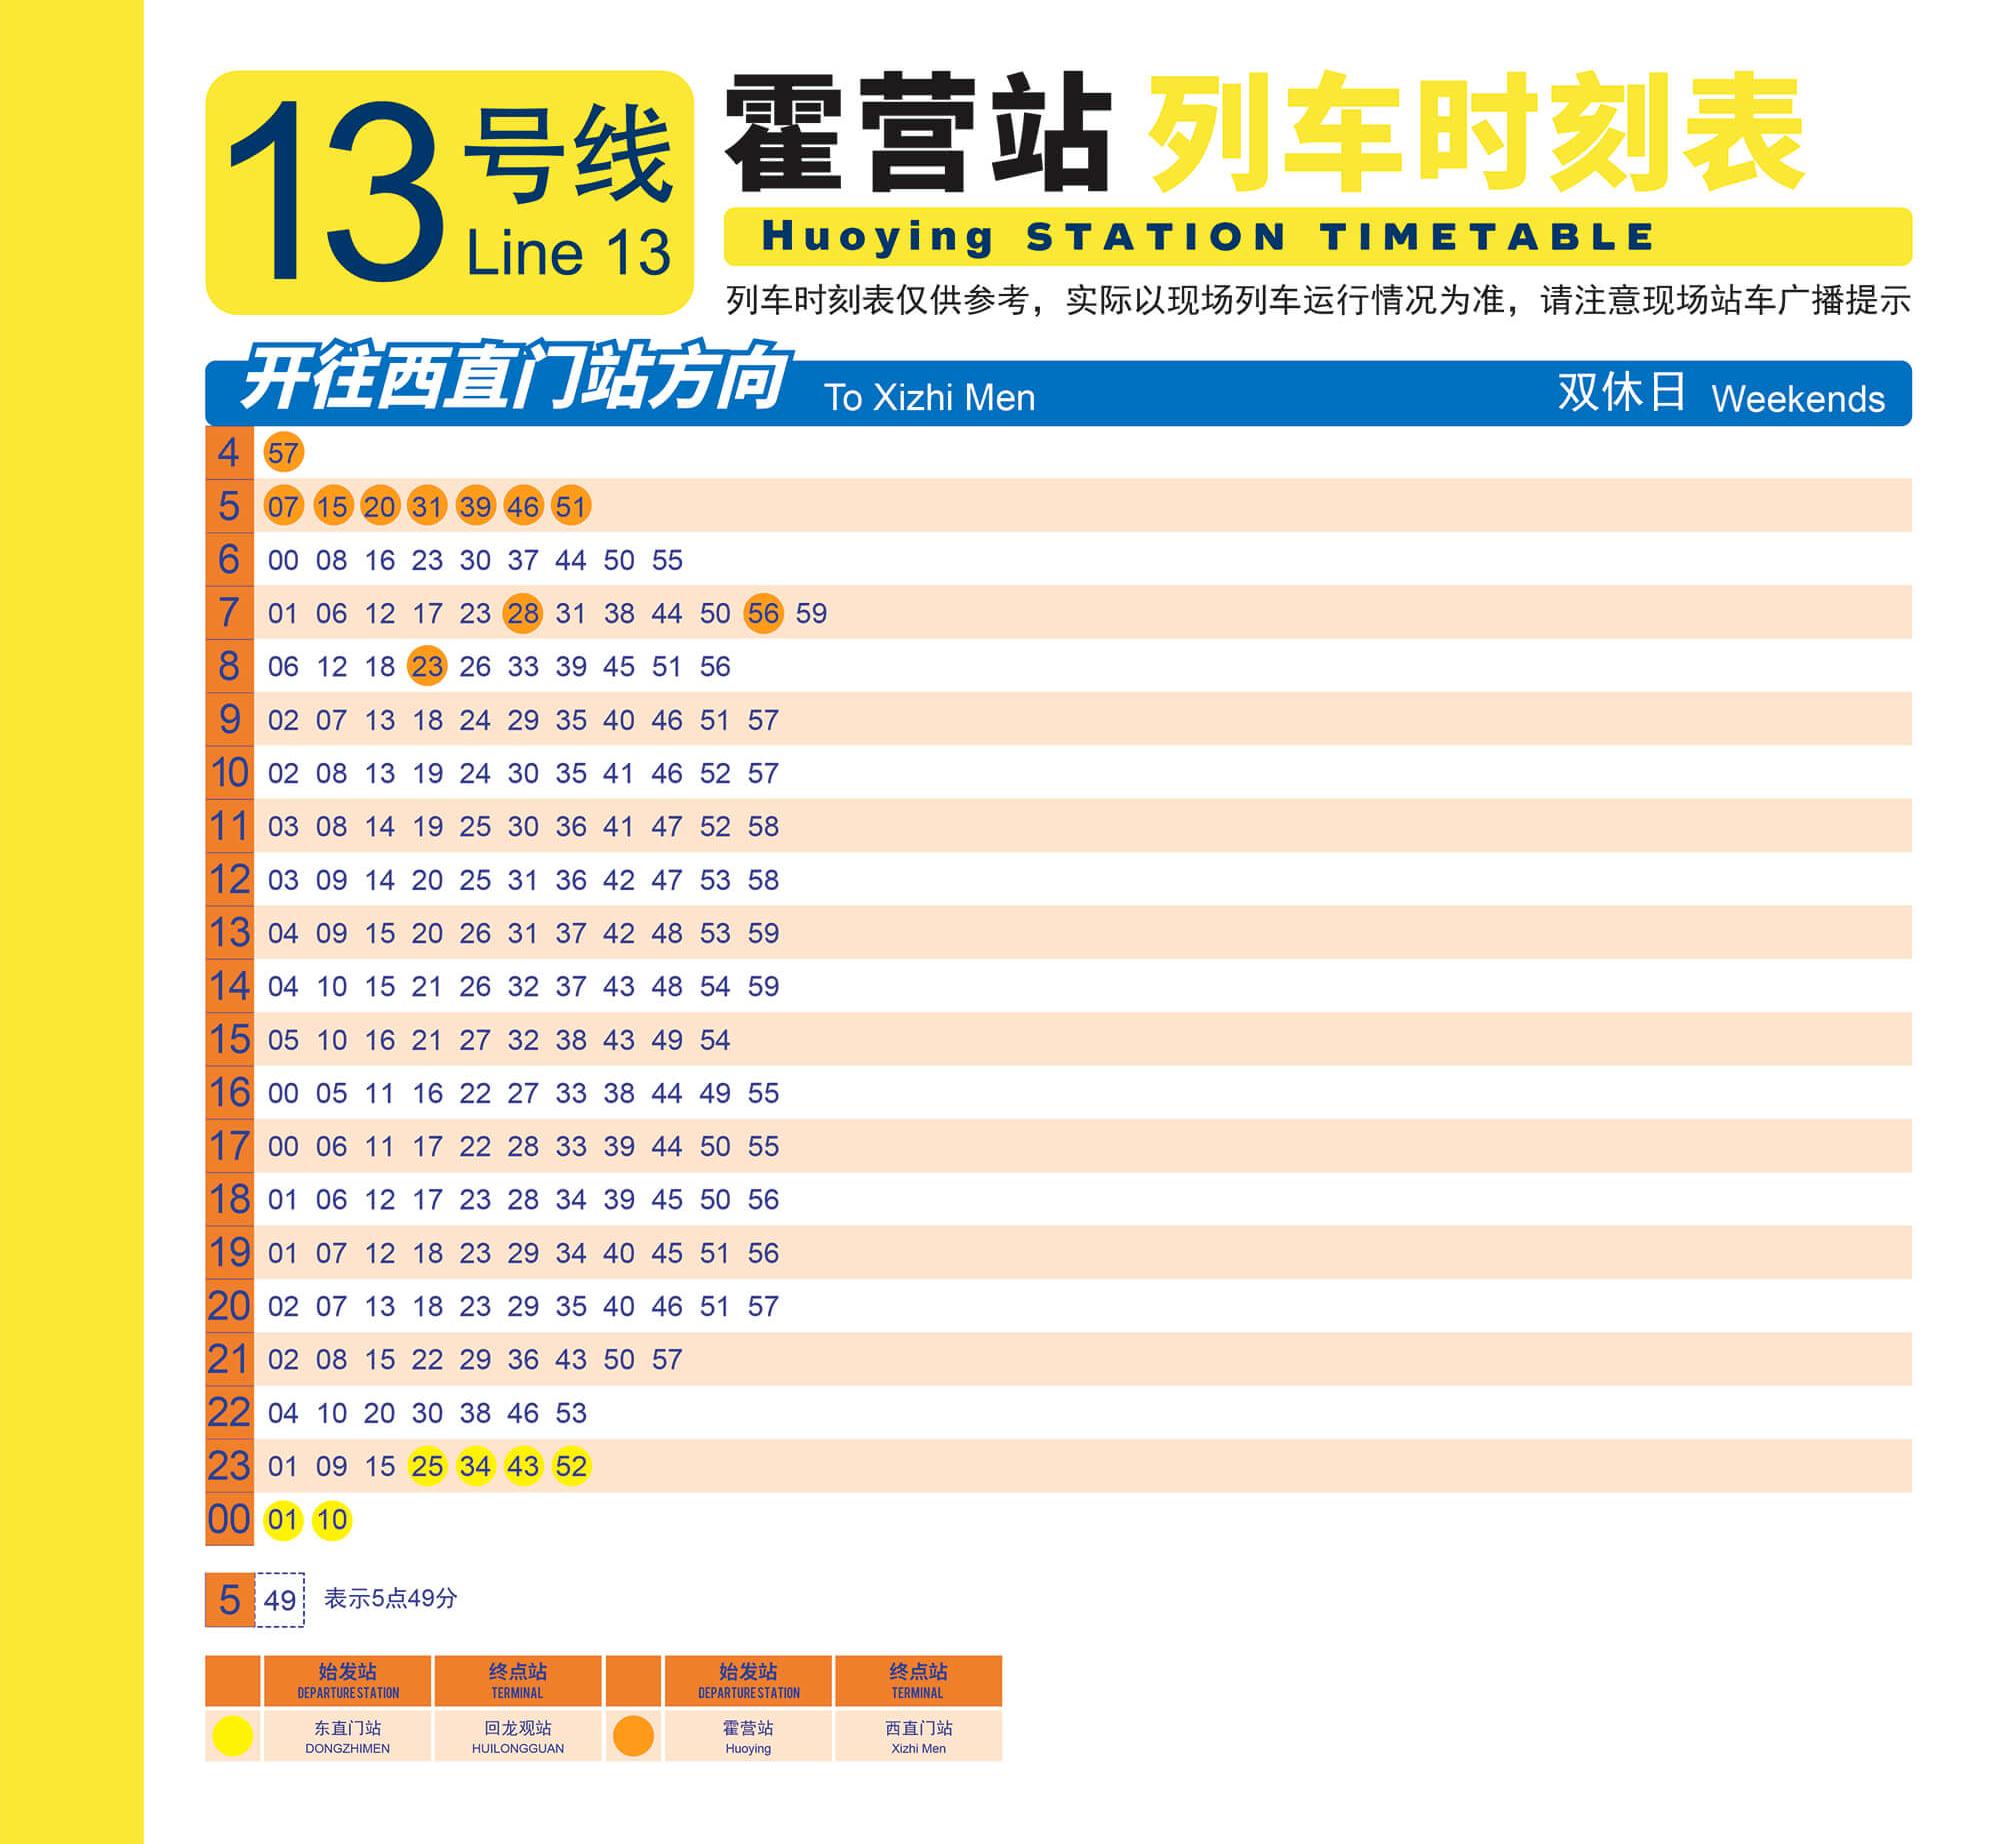 13号线
Line 13
霍营站 列车时刻表
Huoying STATION TIMETABLE
列车时刻表仅供参考，实际以现场列车运行情况为准，请注意现场站车广播提示
开往西直门站方向 To Xizhi Men 双休日 Weekends
4 57
5 07 15 20 31 39 46 51
6 00 08 16 23 30 37 44 50 55
7 01 06 12 17 23 28 31 38 44 50 56 59
8 06 12 18 23 26 33 39 45 51 56
9 02 07 13 18 24 29 35 40 46 51 57
10 02 08 13 19 24 30 35 41 46 52 57
11 03 08 14 19 25 30 36 41 47 52 58
12 03 09 14 20 25 31 36 42 47 53 58
13 04 09 15 20 26 31 37 42 48 53 59
14 04 10 15 21 26 32 37 43 48 54 59
15 05 10 16 21 27 32 38 43 49 54
16 00 05 11 16 22 27 33 38 44 49 55
17 00 06 11 17 22 28 33 39 44 50 55
18 01 06 12 17 23 28 34 39 45 50 56
19 01 07 12 18 23 29 34 40 45 51 56
20 02 07 13 18 23 29 35 40 46 51 57
21 02 08 15 22 29 36 43 50 57
22 04 10 20 30 38 46 53
23 01 09 15 25 34 43 52
00 01 10
5 49 表示5点49分
始发站 终点站 始发站 终点站
DEPARTURE STATION TERMINAL DEPARTURE STATION TERMINAL
东直门站 回龙观站 霍营站 西直门站
DONGZHIMEN HUILONGGUAN Huoying Xizhi Men